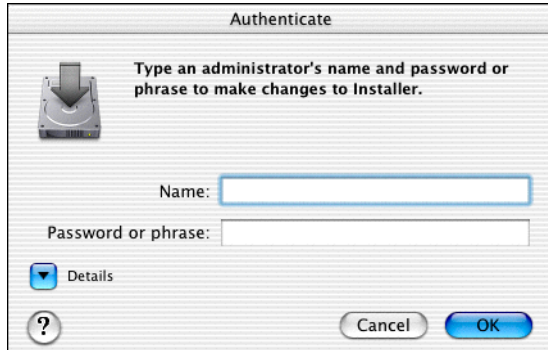 Authenticate
Type an administrator's name and password or
phrase to make changes to Installer.
Name:
Password or phrase:
Details
?
Cancel
OK